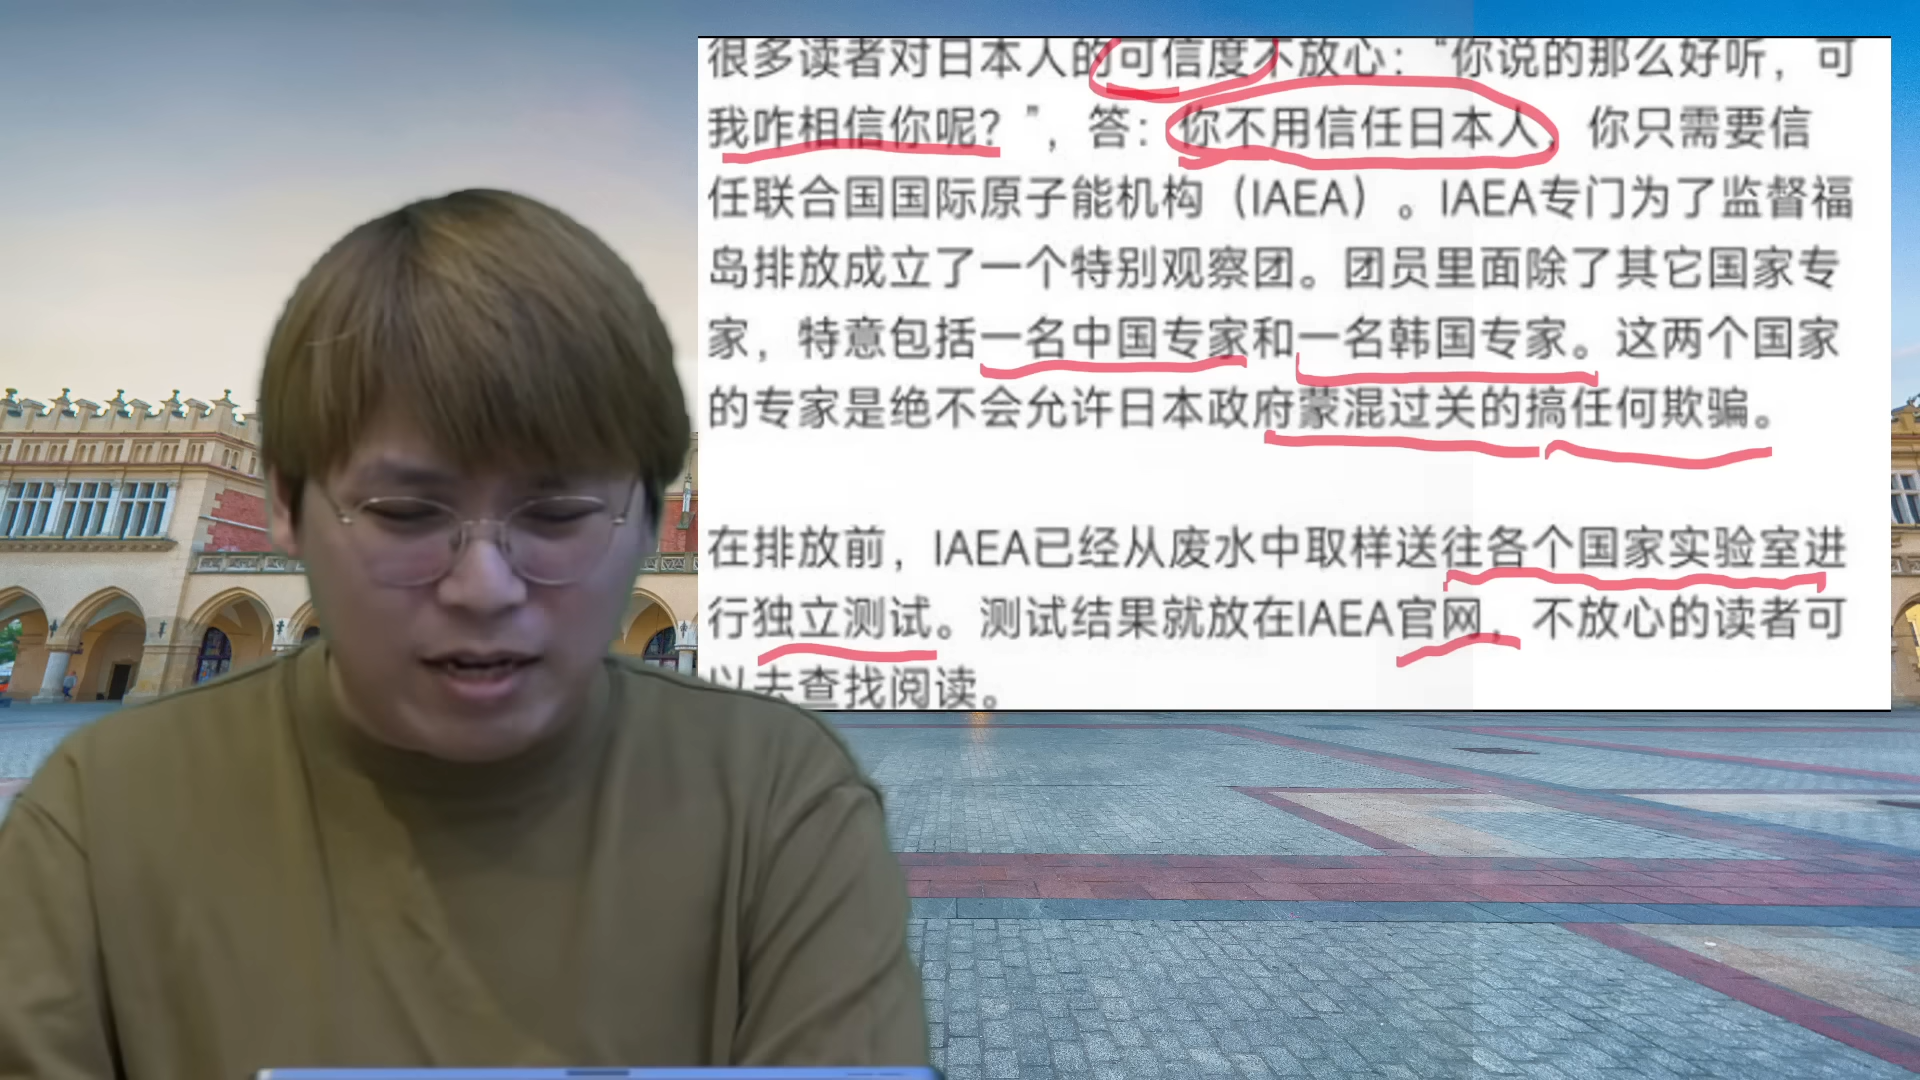 很多读者对日本人的可信度不放心：“你说的那么好听，可
我咋相信你呢？”，答：你不用信任日本人，你只需要信
任联合国国际原子能机构（IAEA）。IAEA专门为了监督福
岛排放成立了一个特别观察团。团员里面除了其它国家专
家，特意包括一名中国专家和一名韩国专家。这两个国家
的专家是绝不会允许日本政府蒙混过关的搞任何欺骗。
在排放前，IAEA已经从废水中取样送往各个国家实验室进
行独立测试。测试结果就放在IAEA官网，不放心的读者可
以去查找阅读。